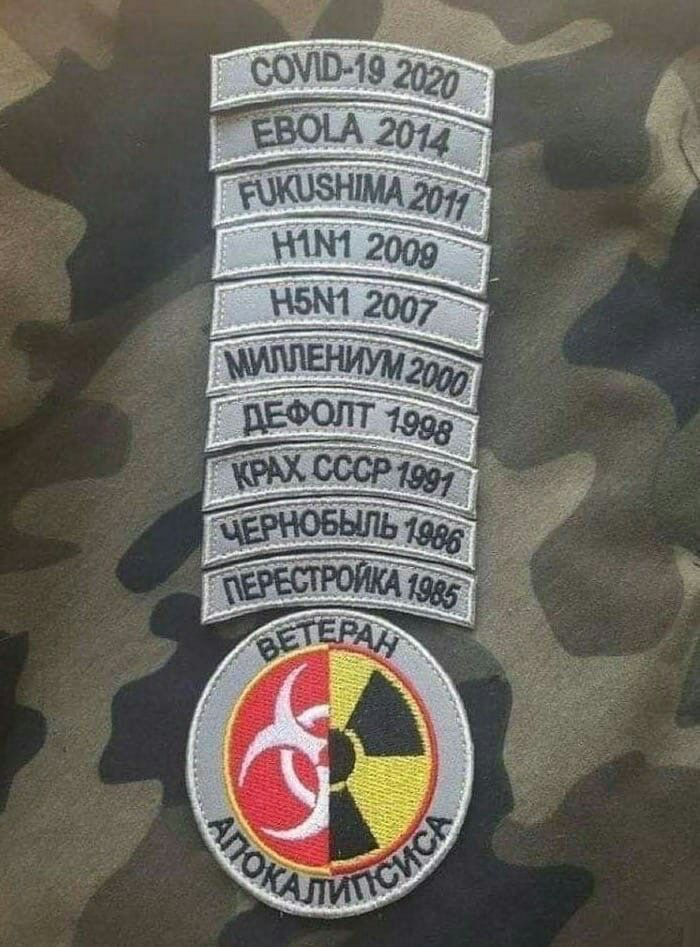 COVID-19 2020
EBOLA 2014
FUKUSHIMA 2011
H1N1 2009
H5N1 2007
МИЛЛЕНИУМ 2000
ДЕФОЛТ 1998
КРАХ СССР 1991
ЧЕРНОБЫЛЬ 1986
ПЕРЕСТРОЙКА 1985
ВЕТЕРАН
АПОКАЛИПСИСА